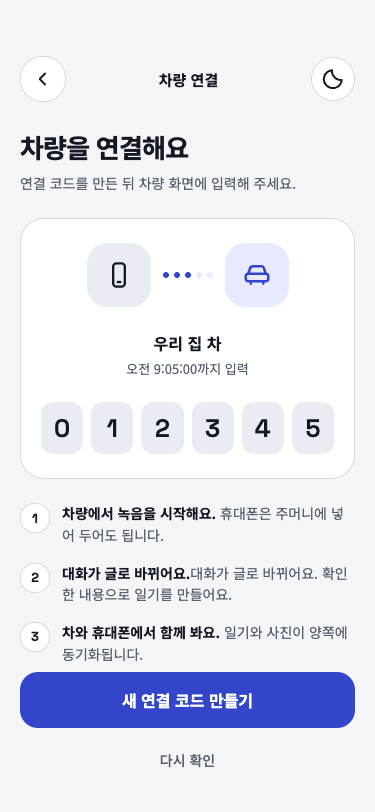 차량 연결
차량을 연결해요
연결 코드를 만든 뒤 차량 화면에 입력해 주세요.
우리 집 차
오전 9:05:00까지 입력
0 1 2 3 4 5
1 차량에서 녹음을 시작해요. 휴대폰은 주머니에 넣
어 두어도 됩니다.
2 대화가 글로 바뀌어요.대화가 글로 바뀌어요. 확인
한 내용으로 일기를 만들어요.
3 차와 휴대폰에서 함께 봐요. 일기와 사진이 양쪽에
동기화됩니다.
새 연결 코드 만들기
다시 확인